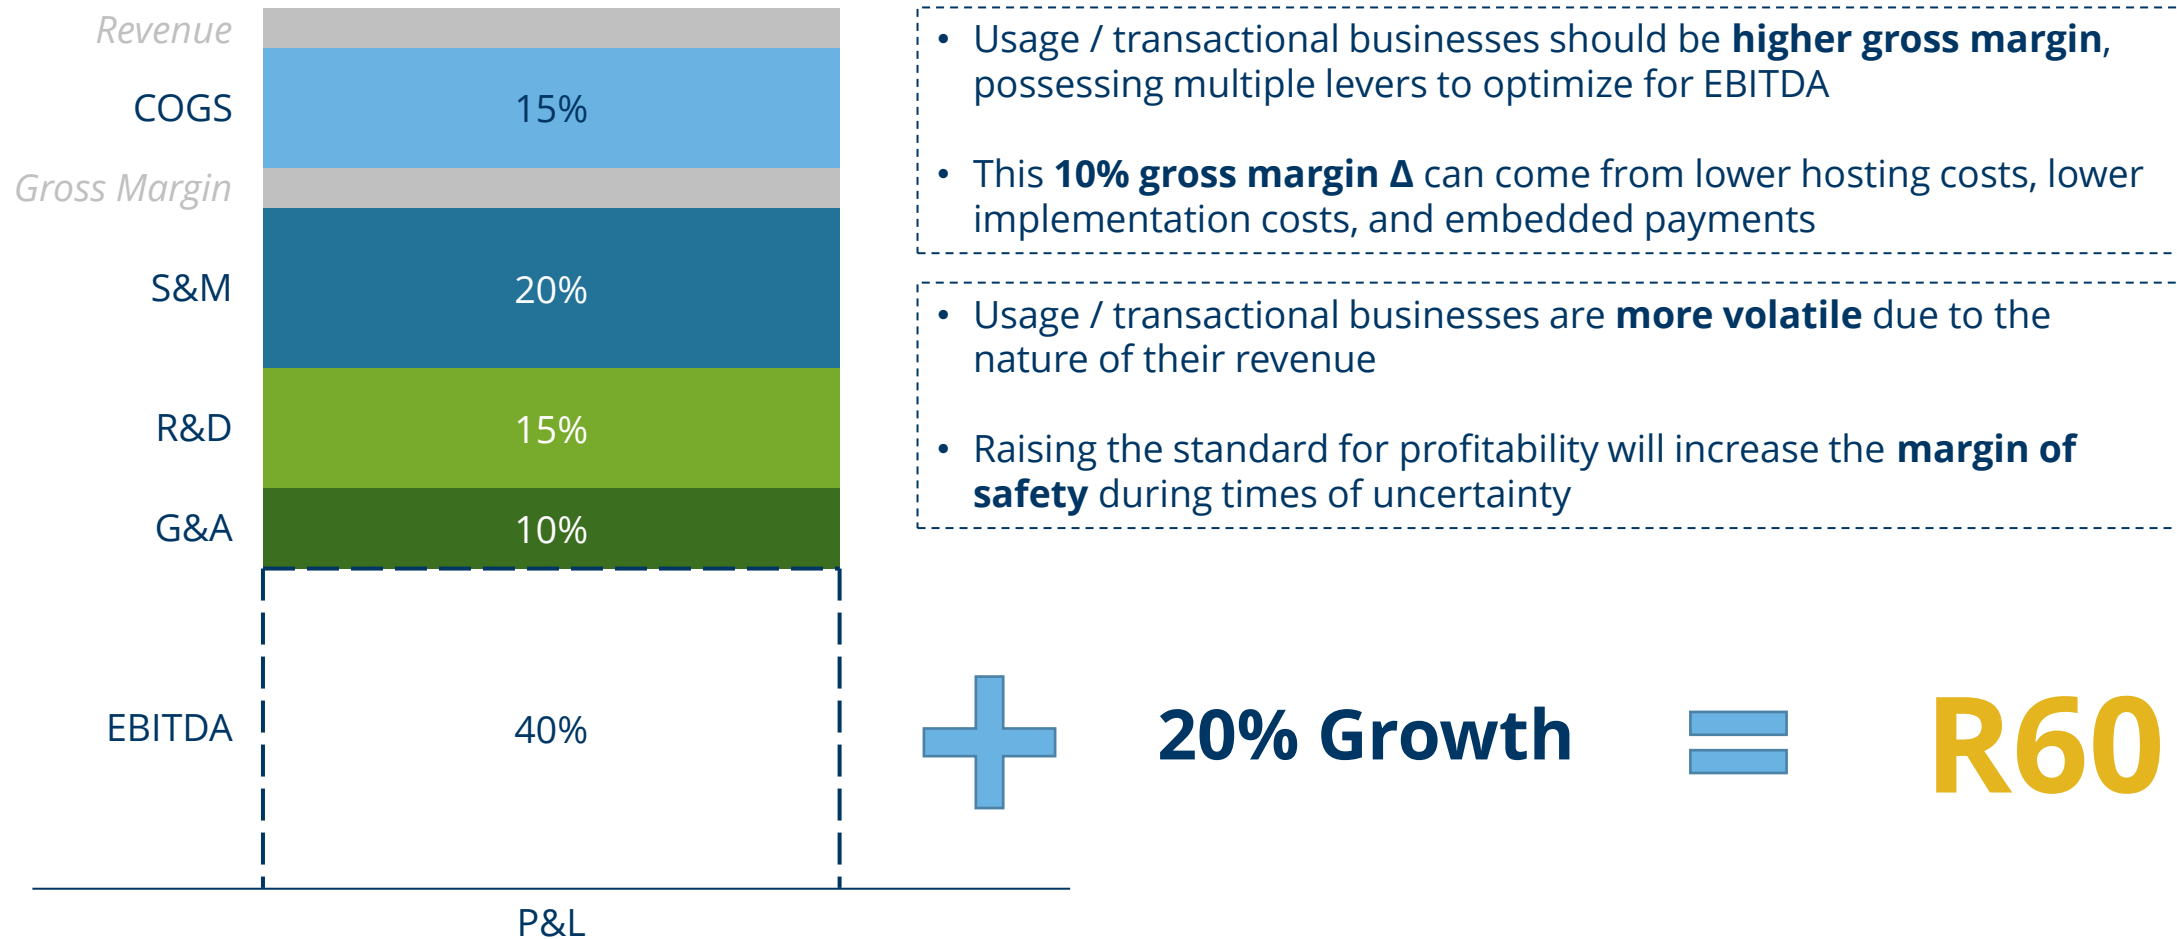 Revenue
COGS
15%
Gross Margin
S&M
20%
R&D
15%
G&A
10%
EBITDA
40%
P&L
• Usage / transactional businesses should be higher gross margin,
possessing multiple levers to optimize for EBITDA
• This 10% gross margin Δ can come from lower hosting costs, lower
implementation costs, and embedded payments
• Usage / transactional businesses are more volatile due to the
nature of their revenue
• Raising the standard for profitability will increase the margin of
safety during times of uncertainty
20% Growth
R60